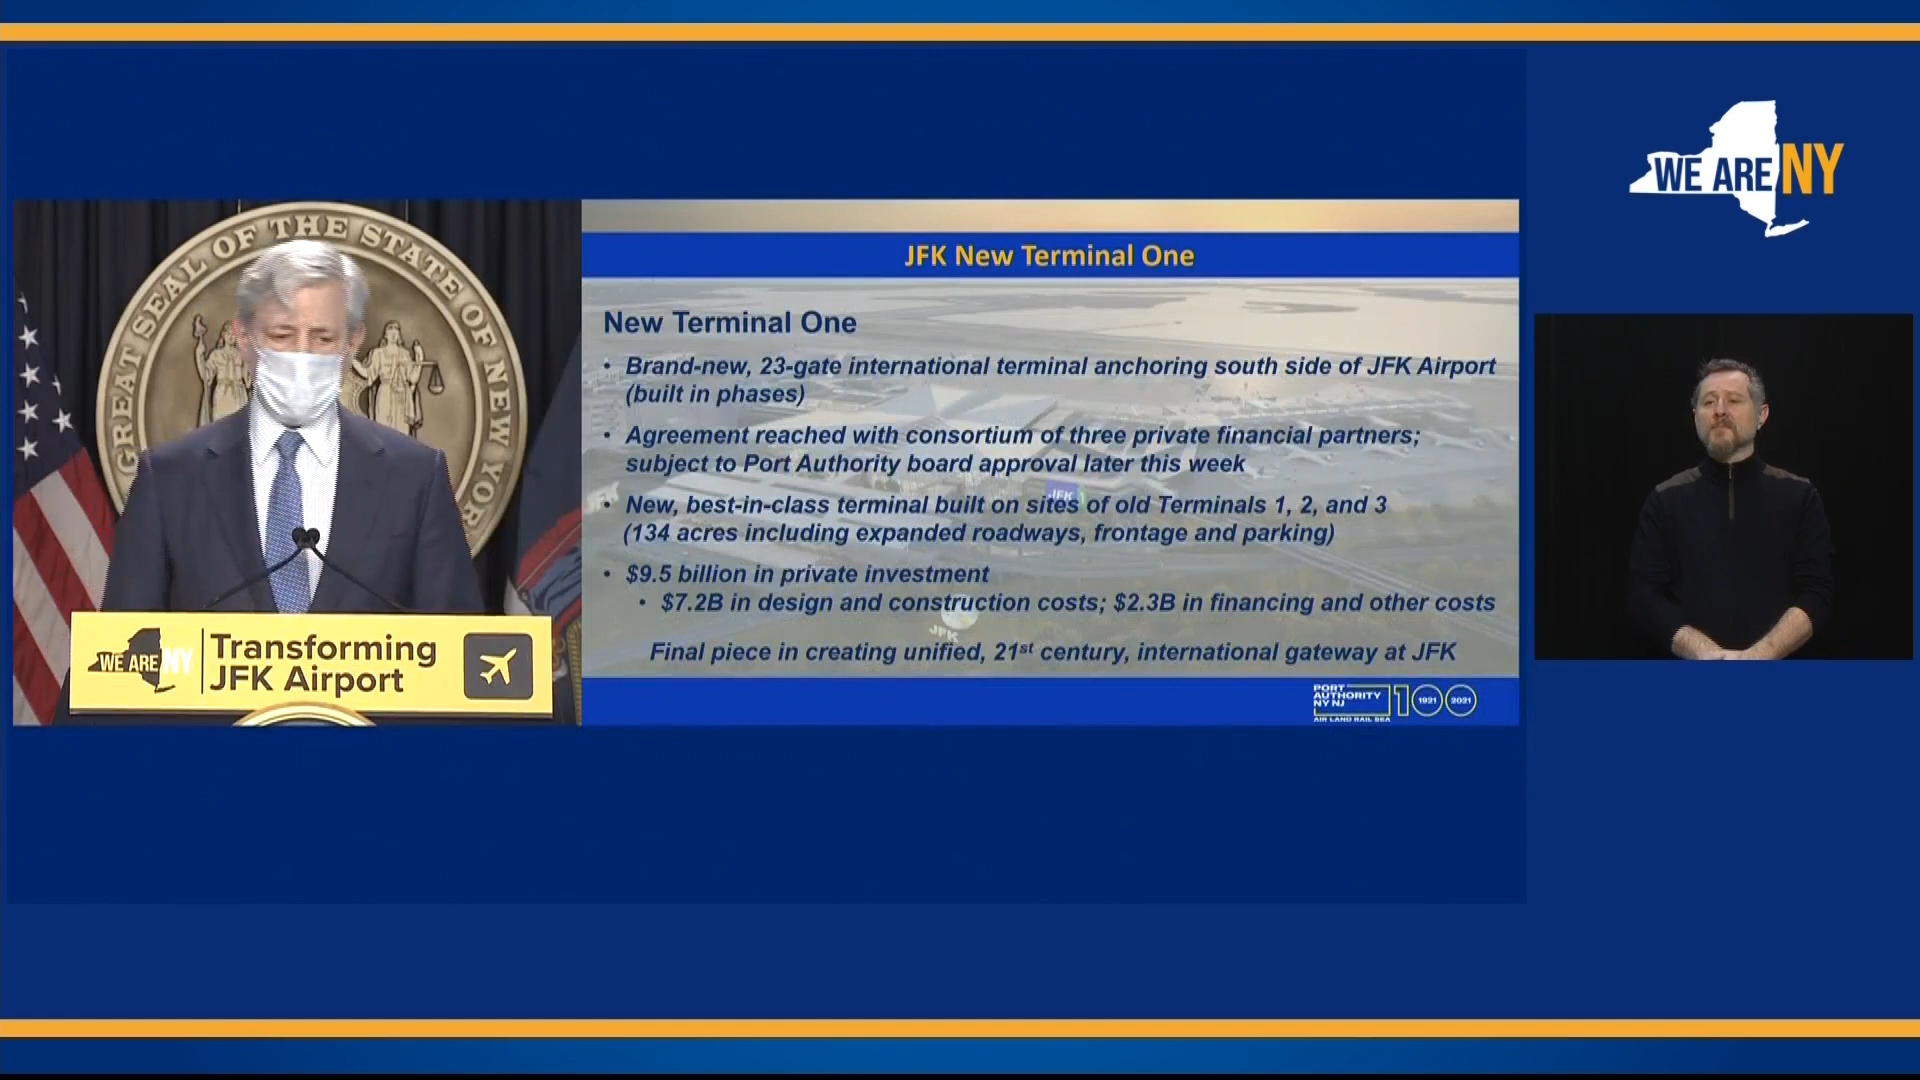 WE ARE NY
GREAT SEAL OF THE STATE OF NEW YOR
WE ARE NY
Transforming
JFK Airport
JFK New Terminal One
New Terminal One
• Brand-new, 23-gate international terminal anchoring south side of JFK Airport
(built in phases)
• Agreement reached with consortium of three private financial partners;
subject to Port Authority board approval later this week
• New, best-in-class terminal built on sites of old Terminals 1, 2, and 3
(134 acres including expanded roadways, frontage and parking)
• $9.5 billion in private investment
• $7.2B in design and construction costs; $2.3B in financing and other costs
Final piece in creating unified, 21st century, international gateway at JFK
JFK
JFK
PORT
AUTHORITY
NY NJ
AIR LAND RAIL SEA
100
1921
2021